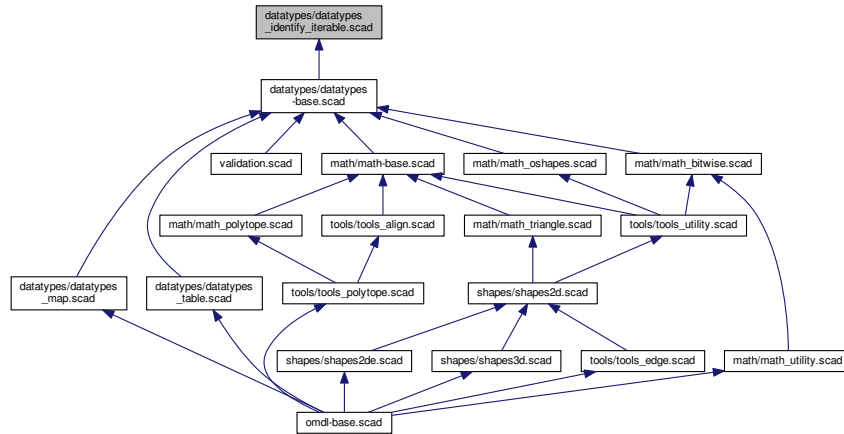 datatypes/datatypes
_identify_iterable.scad
datatypes/datatypes
-base.scad
validation.scad
math/math-base.scad
math/math_oshapes.scad
math/math_bitwise.scad
math/math_polytope.scad
tools/tools_align.scad
math/math_triangle.scad
tools/tools_utility.scad
datatypes/datatypes
_map.scad
datatypes/datatypes
_table.scad
tools/tools_polytope.scad
shapes/shapes2d.scad
shapes/shapes2de.scad
shapes/shapes3d.scad
tools/tools_edge.scad
math/math_utility.scad
omdl-base.scad